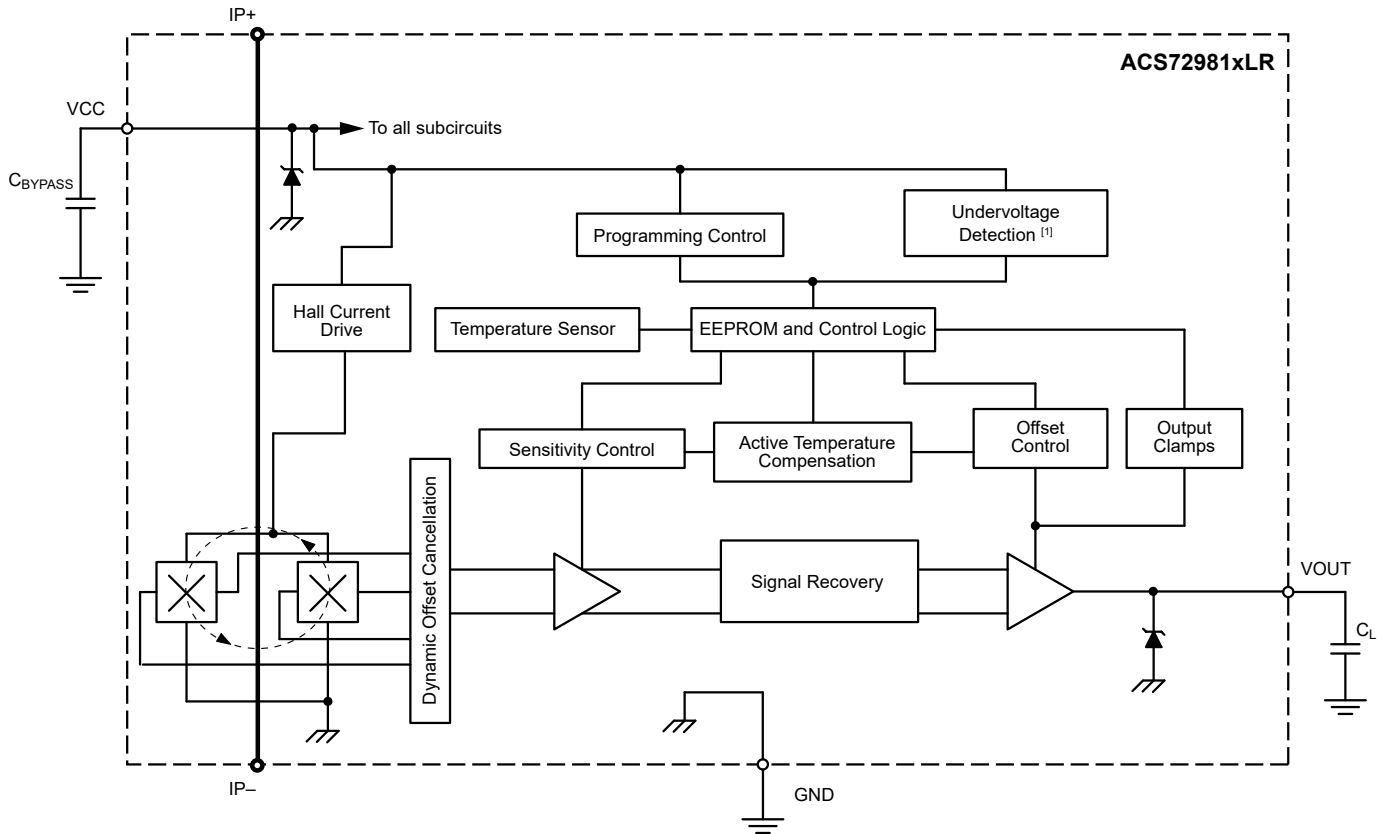 IP+
ACS72981xLR
VCC
To all subcircuits
CBYPASS
Programming Control
Undervoltage
Detection [1]
Hall Current
Drive
Temperature Sensor
EEPROM and Control Logic
Sensitivity Control
Active Temperature
Compensation
Offset
Control
Output
Clamps
Dynamic Offset Cancellation
Signal Recovery
VOUT
CL
IP–
GND